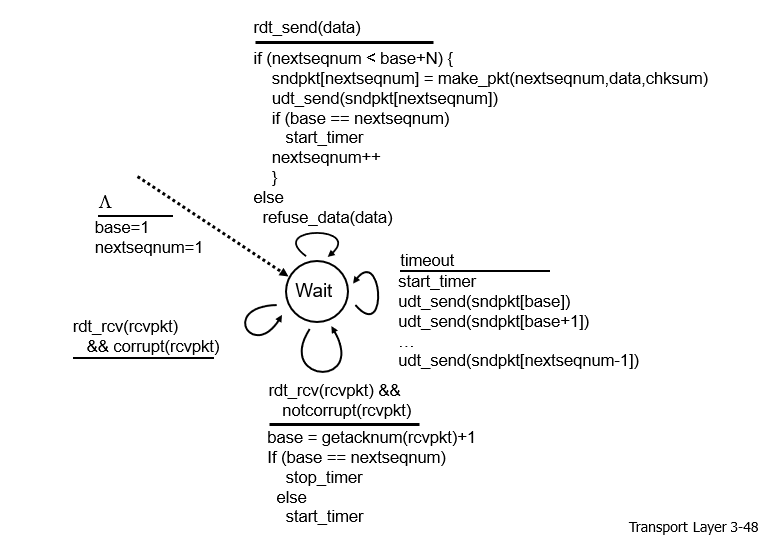 rdt_send(data)
if (nextseqnum < base+N) {
sndpkt[nextseqnum] = make_pkt(nextseqnum,data,chksum)
udt_send(sndpkt[nextseqnum])
if (base == nextseqnum)
start_timer
nextseqnum++
}
else
refuse_data(data)
Λ
base=1
nextseqnum=1
Wait
timeout
start_timer
udt_send(sndpkt[base])
udt_send(sndpkt[base+1])
…
udt_send(sndpkt[nextseqnum-1])
rdt_rcv(rcvpkt)
&& corrupt(rcvpkt)
rdt_rcv(rcvpkt) &&
notcorrupt(rcvpkt)
base = getacknum(rcvpkt)+1
If (base == nextseqnum)
stop_timer
else
start_timer
Transport Layer 3-48